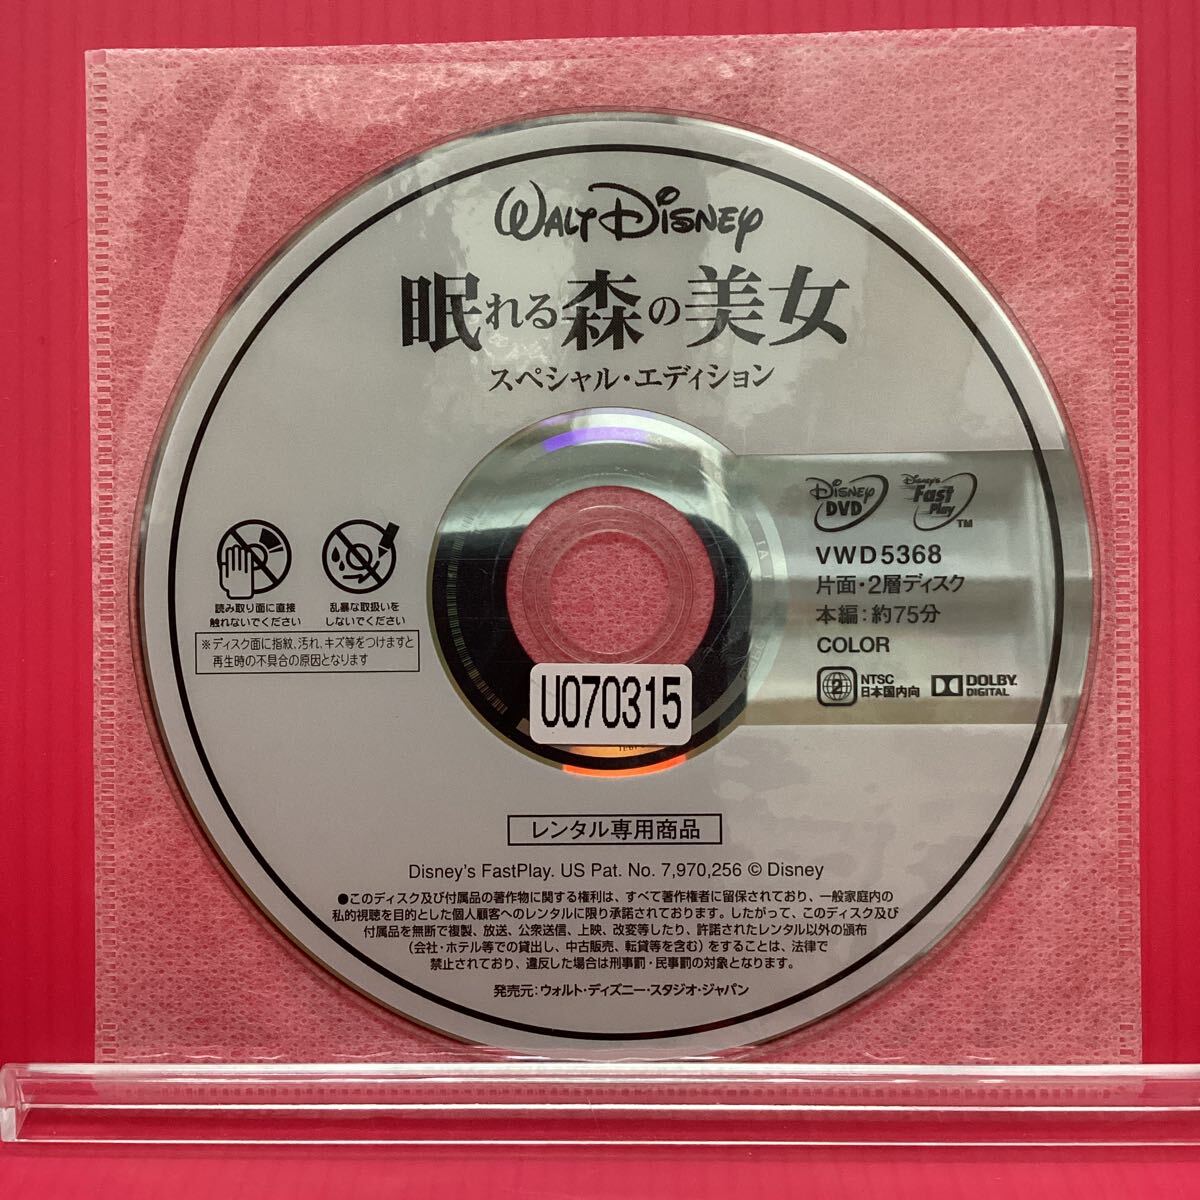 WALT DISNEY
眠れる森の美女
スペシャル・エディション
DISNEY DVD
Disney's Fast Play TM
VWD5368
片面・2層ディスク
本編:約75分
COLOR
2 NTSC 日本国内向
DOLBY DIGITAL
読み取り面に直接
触れないでください
乱暴な取扱いを
しないでください
※ディスク面に指紋、汚れ、キズ等をつけますと
再生時の不具合の原因となります
U070315
レンタル専用商品
Disney's FastPlay. US Pat. No. 7,970,256 © Disney
●このディスク及び付属品の著作物に関する権利は、すべて著作権者に留保されており、一般家庭内の
私的視聴を目的とした個人顧客へのレンタルに限り承諾されております。したがって、このディスク及び
付属品を無断で複製、放送、公衆送信、上映、改変等したり、許諾されたレンタル以外の頒布
(会社・ホテル等での貸出し、中古販売、転貸等を含む)をすることは、法律で
禁止されており、違反した場合は刑事罰・民事罰の対象となります。
発売元:ウォルト・ディズニー・スタジオ・ジャパン